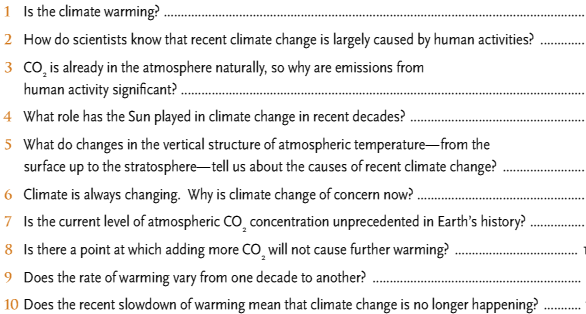 1 Is the climate warming? ..........
2 How do scientists know that recent climate change is largely caused by human activities? ..........
3 CO₂ is already in the atmosphere naturally, so why are emissions from
human activity significant? ..........
4 What role has the Sun played in climate change in recent decades? ..........
5 What do changes in the vertical structure of atmospheric temperature—from the
surface up to the stratosphere—tell us about the causes of recent climate change? ..........
6 Climate is always changing. Why is climate change of concern now? ..........
7 Is the current level of atmospheric CO₂ concentration unprecedented in Earth's history? ..........
8 Is there a point at which adding more CO₂ will not cause further warming? ..........
9 Does the rate of warming vary from one decade to another? ..........
10 Does the recent slowdown of warming mean that climate change is no longer happening? ..........